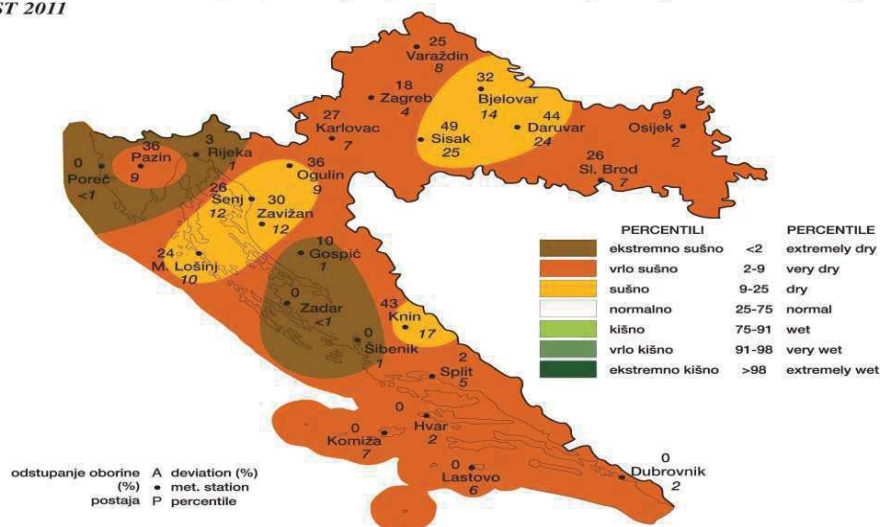 ST 2011
25
Varaždin
8
18
Zagreb
4
32
Bjelovar
14
27
Karlovac
7
49
Sisak
25
44
Daruvar
24
9
Osijek
2
26
Sl. Brod
7
36
Pazin
9
3
Rijeka
1
0
Poreč
<1
36
Ogulin
9
26
Senj
12
30
Zavižan
12
24
M. Lošinj
10
10
Gospić
1
0
Zadar
<1
43
Knin
17
0
Šibenik
1
2
Split
5
0
Hvar
2
0
Komiža
7
0
Lastovo
6
0
Dubrovnik
2
PERCENTILI PERCENTILE
ekstremno sušno <2 extremely dry
vrlo sušno 2-9 very dry
sušno 9-25 dry
normalno 25-75 normal
kišno 75-91 wet
vrlo kišno 91-98 very wet
ekstremno kišno >98 extremely wet
odstupanje oborine A deviation (%)
(%) • met. station
postaja P percentile